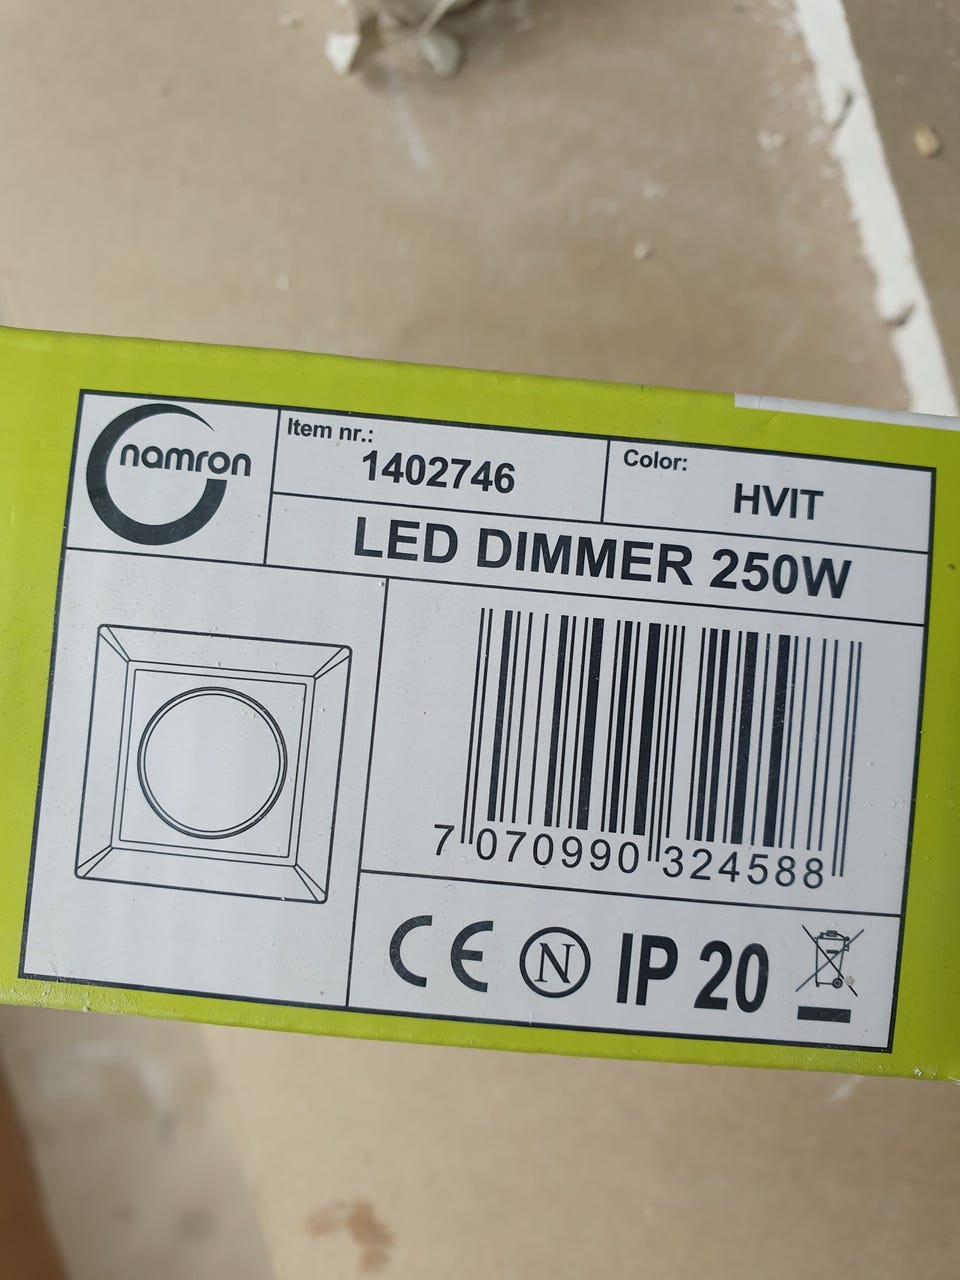 namron
Item nr.:
1402746
Color:
HVIT
LED DIMMER 250W
7 070990 324588
CE N IP 20